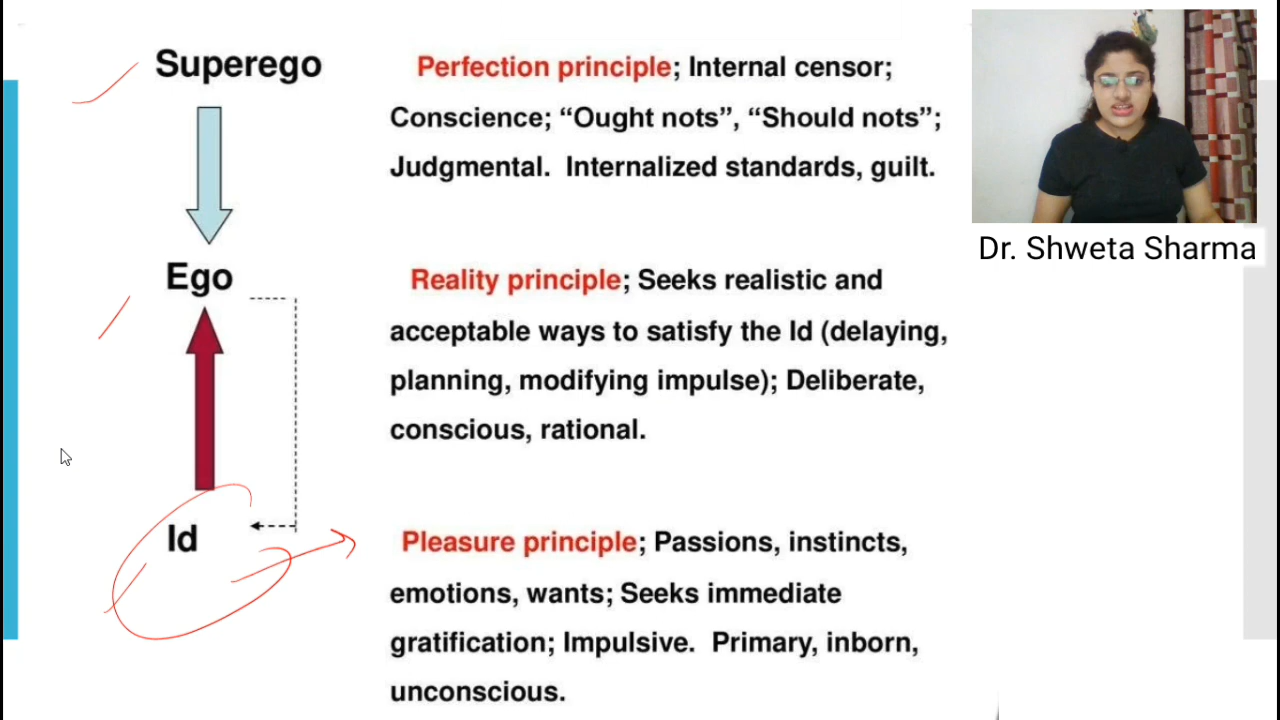 Superego
Perfection principle; Internal censor;
Conscience; “Ought nots”, “Should nots”;
Judgmental.  Internalized standards, guilt.
Dr. Shweta Sharma
Ego
Reality principle; Seeks realistic and
acceptable ways to satisfy the Id (delaying,
planning, modifying impulse); Deliberate,
conscious, rational.
Id
Pleasure principle; Passions, instincts,
emotions, wants; Seeks immediate
gratification; Impulsive.  Primary, inborn,
unconscious.